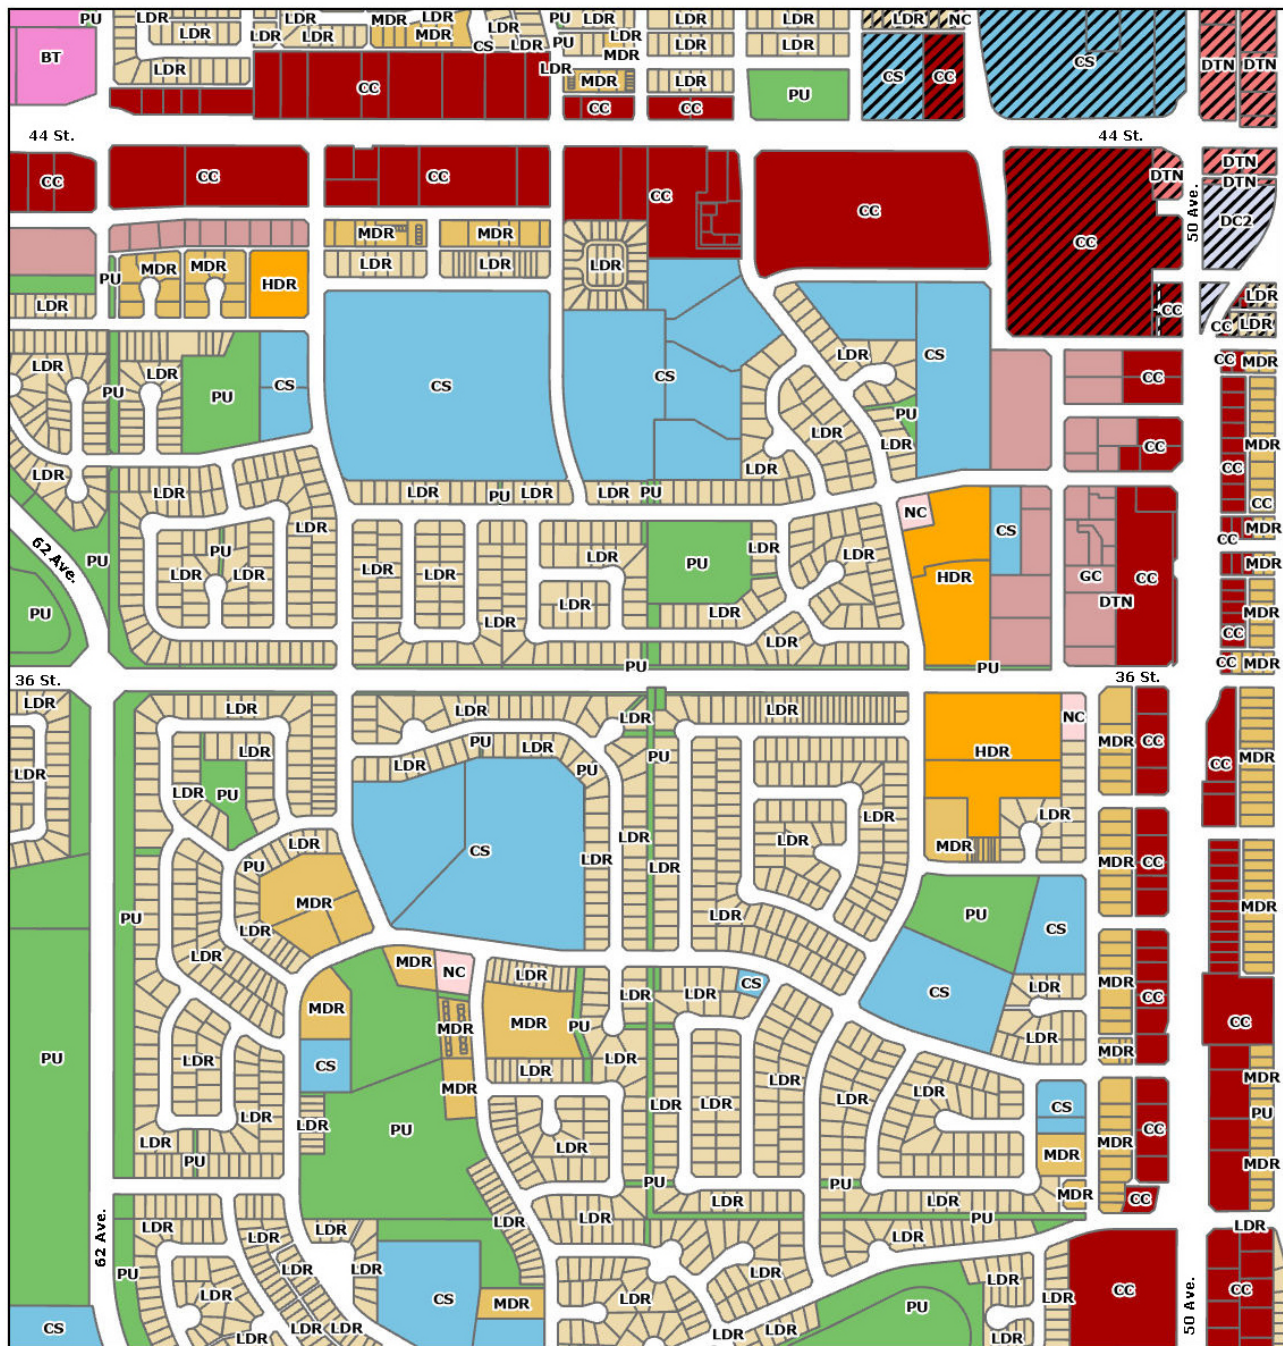 PU LDR LDR MDR LDR LDR PU LDR LDR LDR LDR NC
LDR LDR LDR MDR CS LDR PU LDR MDR LDR LDR
BT LDR CC LDR MDR LDR CS CC CS DTN DTN
CC CC PU
44 St. 44 St.
CC CC CC CC CC CC DTN DTN DTN
50 Ave.
MDR MDR DC2
PU MDR MDR HDR LDR LDR LDR
LDR LDR CC
CC LDR
LDR LDR PU CS CS CS LDR CS CC CC MDR
PU PU
LDR LDR CC MDR
LDR LDR LDR PU LDR LDR PU LDR CC CC
LDR NC CS CC MDR
62 Ave. PU PU PU LDR LDR
LDR LDR LDR LDR LDR HDR GC CC MDR
PU LDR LDR LDR DTN MDR
LDR LDR CC
PU PU CC MDR
36 St. 36 St.
LDR LDR LDR LDR LDR NC
LDR LDR PU LDR PU HDR MDR CC CC MDR
LDR LDR PU LDR PU
LDR LDR LDR LDR LDR LDR
PU LDR CS LDR LDR MDR MDR CC
PU MDR LDR PU MDR
LDR LDR CS
LDR MDR NC LDR LDR LDR CS CS LDR MDR CC
MDR MDR MDR PU CC
PU LDR CS LDR LDR LDR MDR
MDR LDR LDR LDR LDR LDR CS MDR
LDR LDR PU LDR MDR CC PU
LDR PU PU PU MDR MDR
LDR LDR LDR LDR MDR CC
62 Ave. LDR LDR LDR LDR PU LDR
PU LDR LDR LDR LDR LDR
LDR CS MDR LDR PU LDR CC CC
CS LDR LDR LDR LDR LDR LDR
50 Ave.